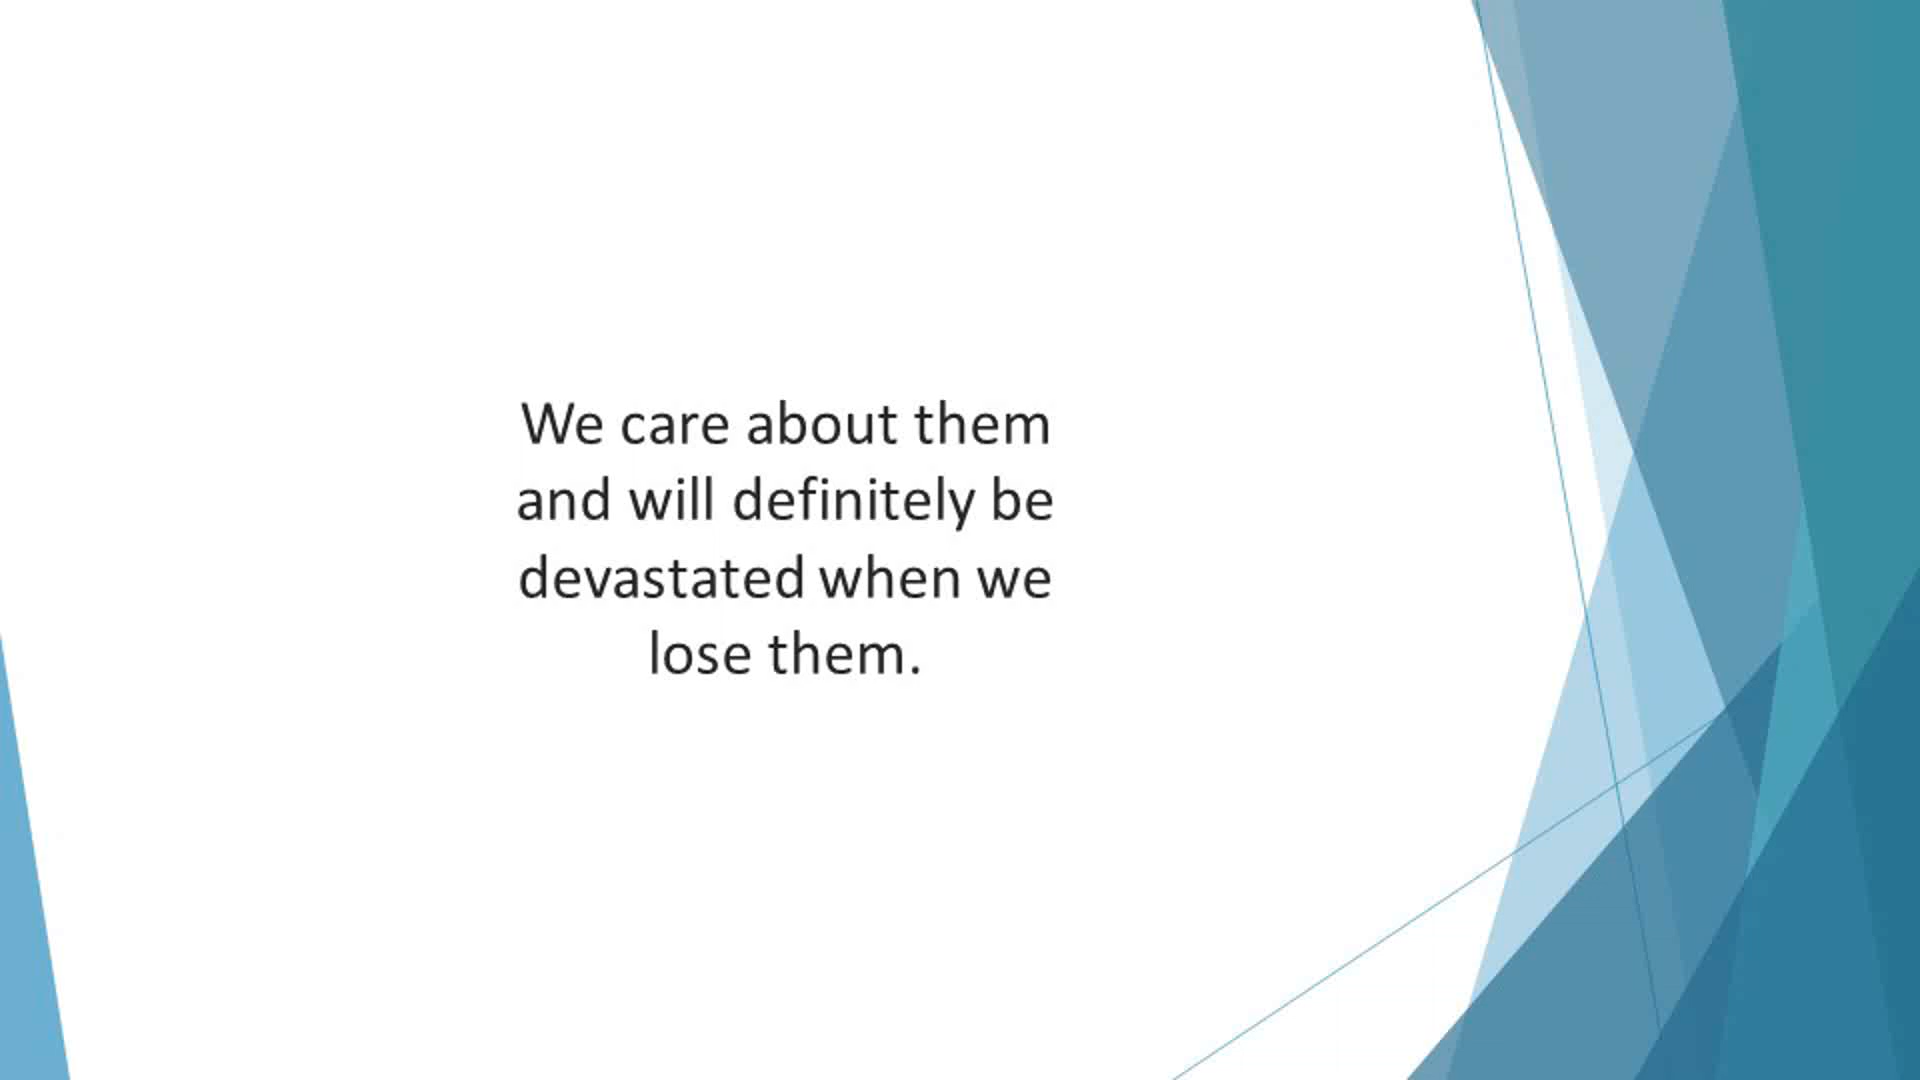 We care about them
and will definitely be
devastated when we
lose them.